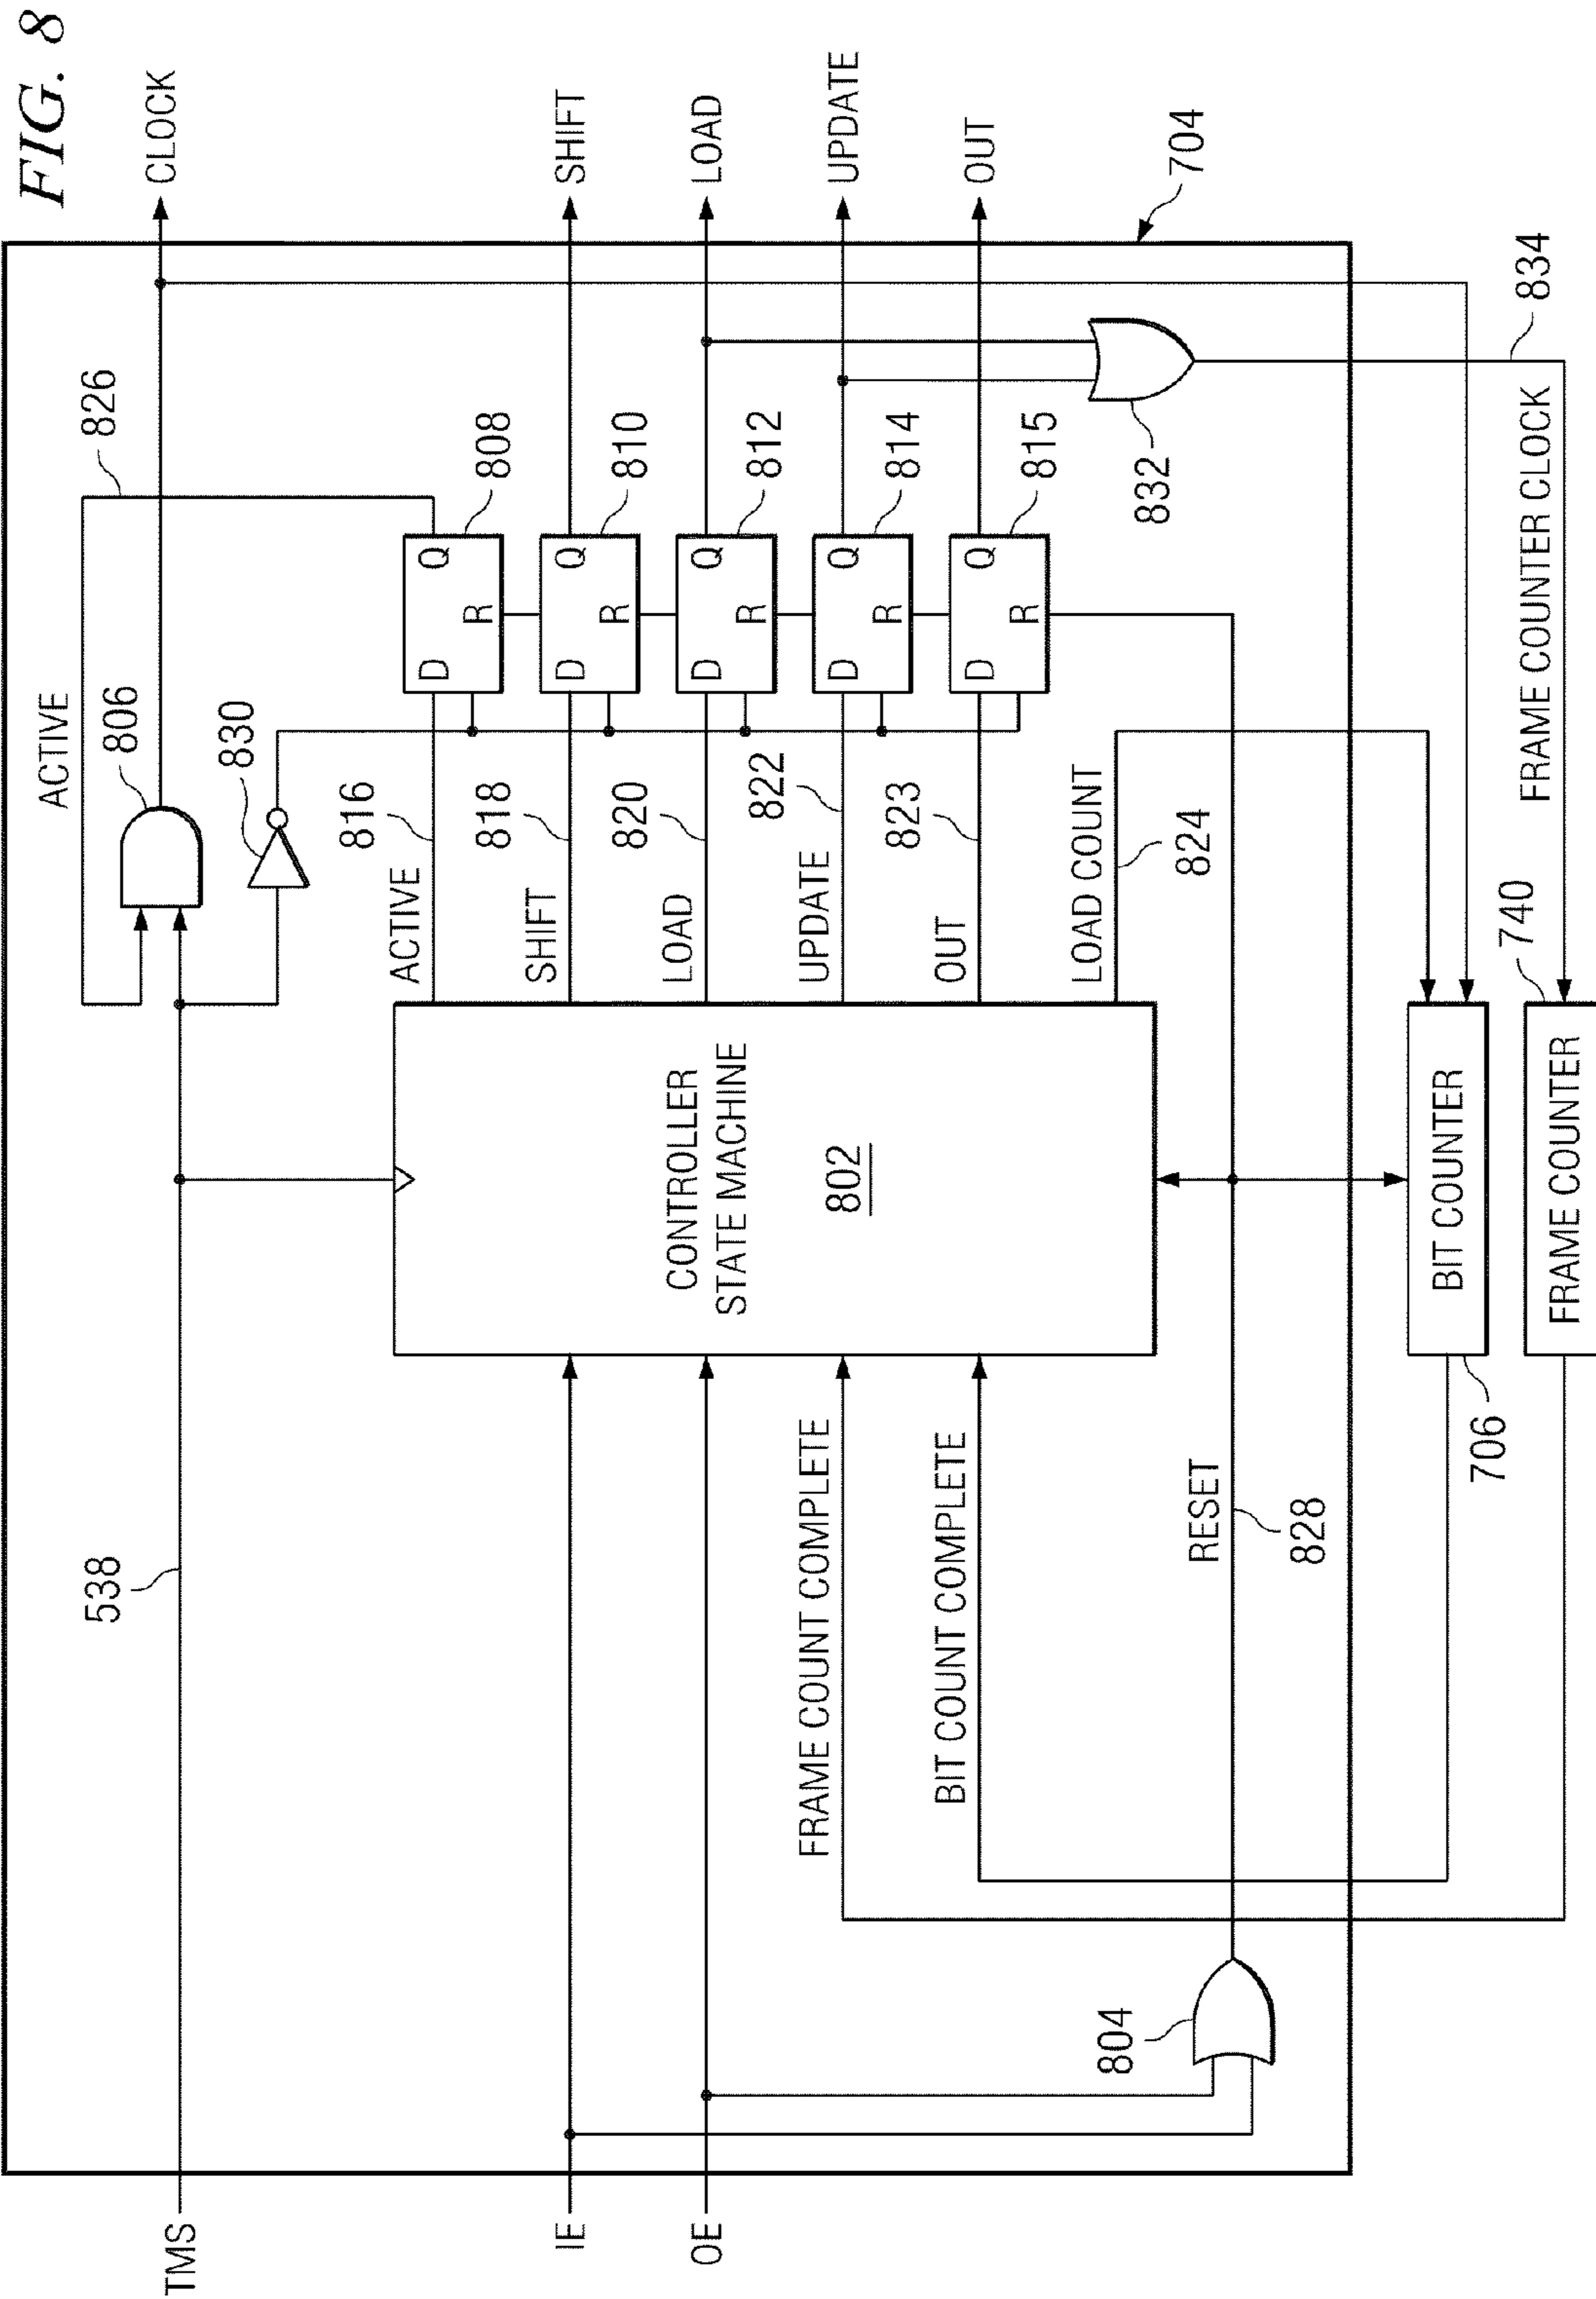 FIG. 8
TMS
538
ACTIVE
826
806
830
CLOCK
IE
OE
CONTROLLER
STATE MACHINE
802
ACTIVE
816
D
Q
R
808
SHIFT
818
D
Q
R
810
SHIFT
LOAD
820
D
Q
R
812
LOAD
UPDATE
822
D
Q
R
814
UPDATE
OUT
823
D
Q
R
815
OUT
FRAME COUNT COMPLETE
BIT COUNT COMPLETE
LOAD COUNT
824
832
704
804
RESET
828
BIT COUNTER
706
FRAME COUNTER
740
FRAME COUNTER CLOCK
834